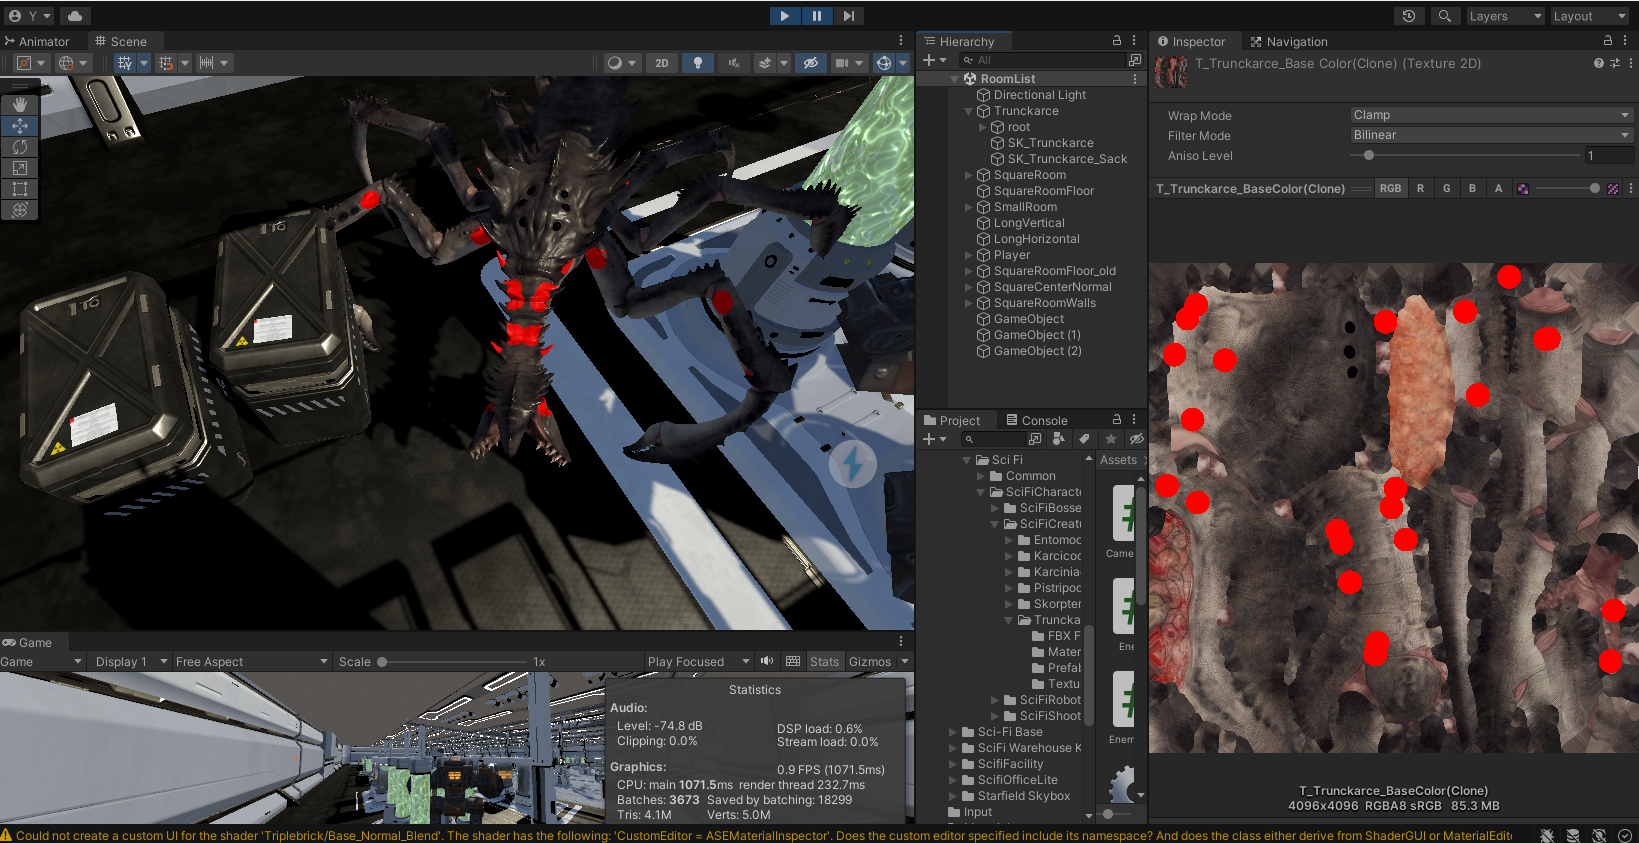 Y
Layers
Layout
Animator
Scene
2D
Hierarchy
All
RoomList
Directional Light
Trunckarce
root
SK_Trunckarce
SK_Trunckarce_Sack
SquareRoom
SquareRoomFloor
SmallRoom
LongVertical
LongHorizontal
Player
SquareRoomFloor_old
SquareCenterNormal
SquareRoomWalls
GameObject
GameObject (1)
GameObject (2)
Inspector
Navigation
T_Trunckarce_Base Color(Clone) (Texture 2D)
Wrap Mode
Clamp
Filter Mode
Bilinear
Aniso Level
1
T_Trunckarce_BaseColor(Clone)
RGB
R
G
B
A
T_Trunckarce_BaseColor(Clone)
4096x4096 RGBA8 sRGB 85.3 MB
Project
Console
Sci Fi
Common
SciFiCharacte
SciFiBosse
SciFiCreatu
Entomoc
Karcicoc
Karcinia
Pistripoc
Skorpter
Truncka
FBX F
Mater
Prefab
Textu
SciFiRobot
SciFiShoot
Sci-Fi Base
SciFi Warehouse K
SciFiFacility
ScifiOfficeLite
Starfield Skybox
Input
Assets
Came
Ene
Enem
Game
Game
Display 1
Free Aspect
Scale
1x
Play Focused
Stats
Gizmos
Statistics
Audio:
Level: -74.8 dB
DSP load: 0.6%
Clipping: 0.0%
Stream load: 0.0%
Graphics:
0.9 FPS (1071.5ms)
CPU: main 1071.5ms render thread 232.7ms
Batches: 3673 Saved by batching: 18299
Tris: 4.1M Verts: 5.0M
Could not create a custom UI for the shader 'Triplebrick/Base_Normal_Blend'. The shader has the following: 'CustomEditor = ASEMaterialInspector'. Does the custom editor specified include its namespace? And does the class either derive from ShaderGUI or MaterialEdito